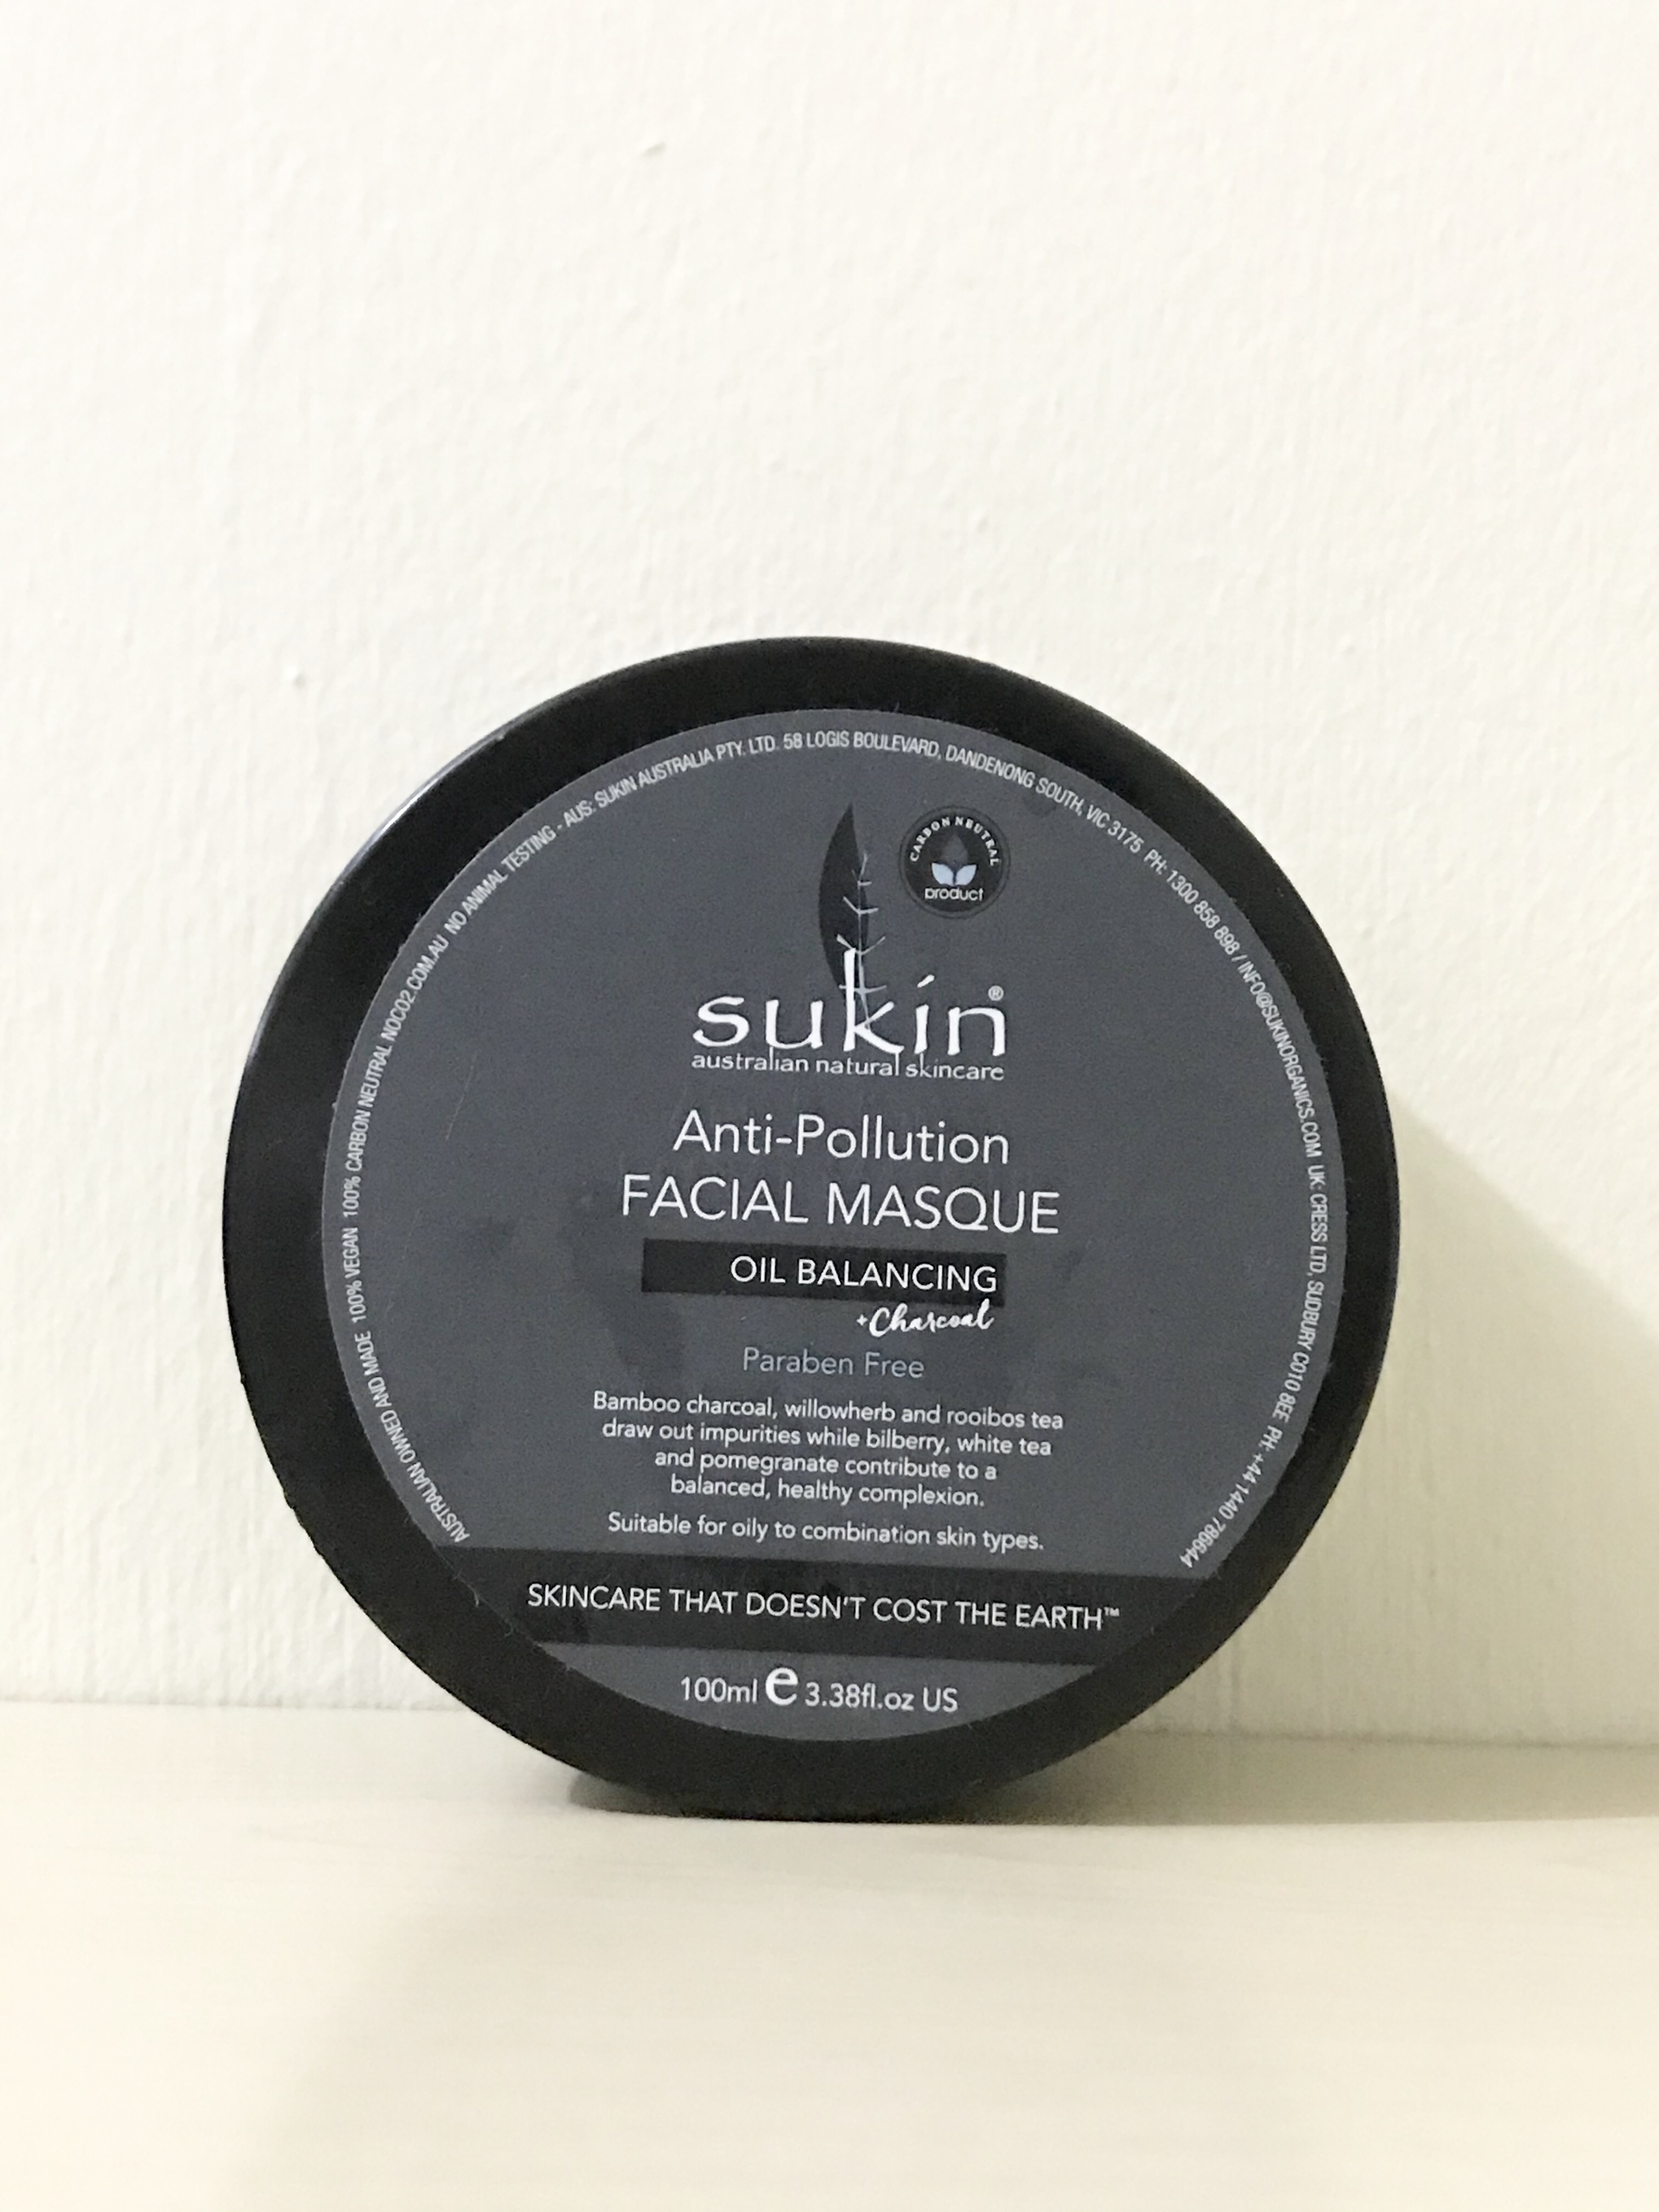 AUSTRALIAN OWNED AND MADE 100% VEGAN 100% CARBON NEUTRAL NOCO2.COM.AU NO ANIMAL TESTING - AUS: SUKIN AUSTRALIA PTY. LTD. 58 LOGIS BOULEVARD, DANDENONG SOUTH, VIC 3175 PH: 1300 858 898 / INFO@SUKINORGANICS.COM UK: CRESS LTD, SUDBURY CO10 8EE PH: +44 1440 786644
CARBON NEUTRAL
product
sukin®
australian natural skincare
Anti-Pollution
FACIAL MASQUE
OIL BALANCING
+Charcoal
Paraben Free
Bamboo charcoal, willowherb and rooibos tea
draw out impurities while bilberry, white tea
and pomegranate contribute to a
balanced, healthy complexion.
Suitable for oily to combination skin types.
SKINCARE THAT DOESN'T COST THE EARTH™
100ml e 3.38fl.oz US